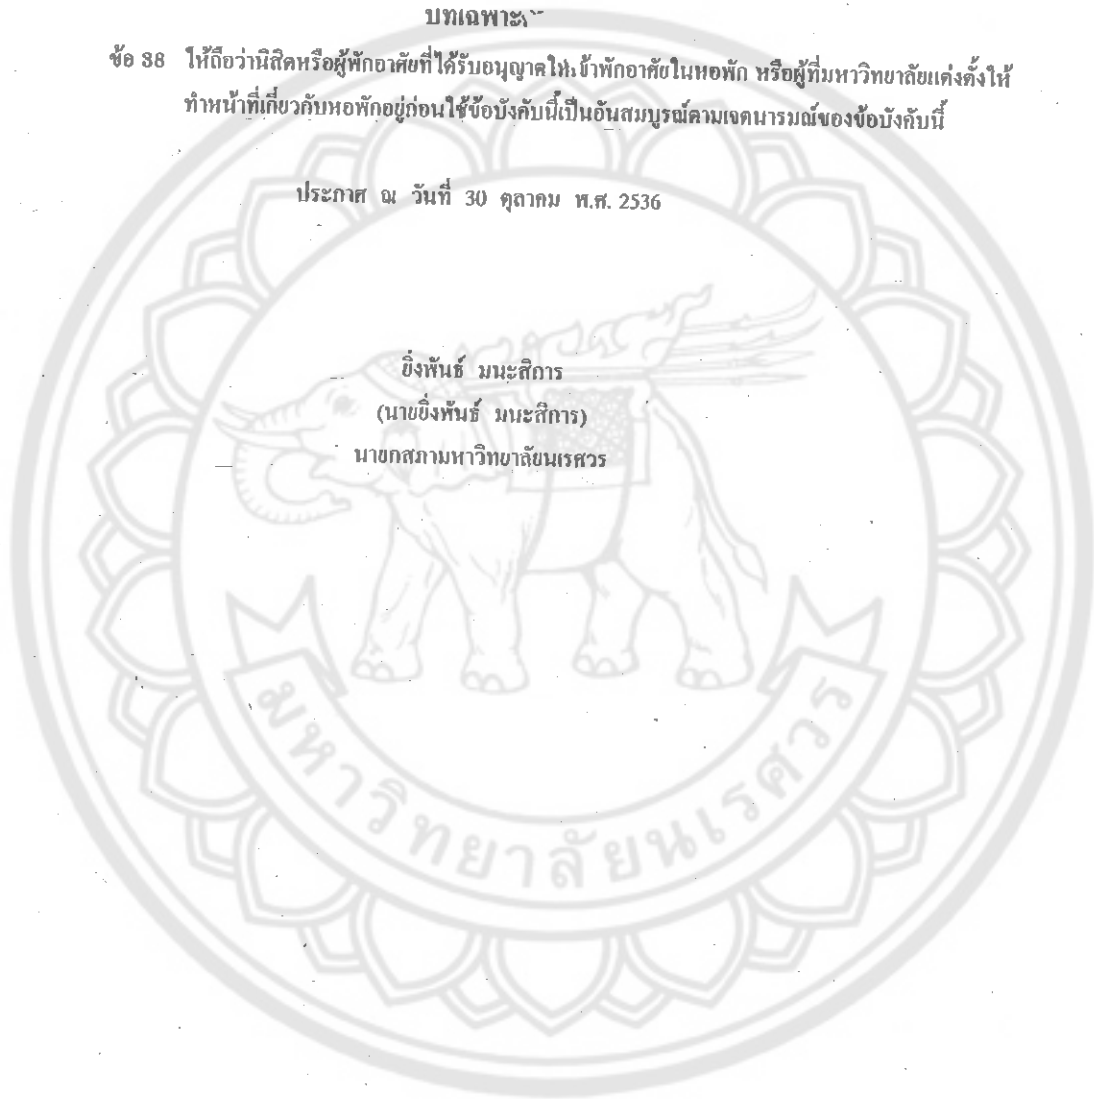 บทเฉพาะ
ข้อ 38 ให้ถือว่านิสิตหรือผู้พักอาศัยที่ได้รับอนุญาตให้เข้าพักอาศัยในหอพัก หรือผู้ที่มหาวิทยาลัยแต่งตั้งให้
ทำหน้าที่เกี่ยวกับหอพักอยู่ก่อนใช้ข้อบังคับนี้เป็นอันสมบูรณ์ตามเจตนารมณ์ของข้อบังคับนี้
ประกาศ ณ วันที่ 30 ตุลาคม พ.ศ. 2536
ยิ่งพันธ์ มนะสิการ
(นายยิ่งพันธ์ มนะสิการ)
นายกสภามหาวิทยาลัยนเรศวร
มหาวิทยาลัยนเรศวร